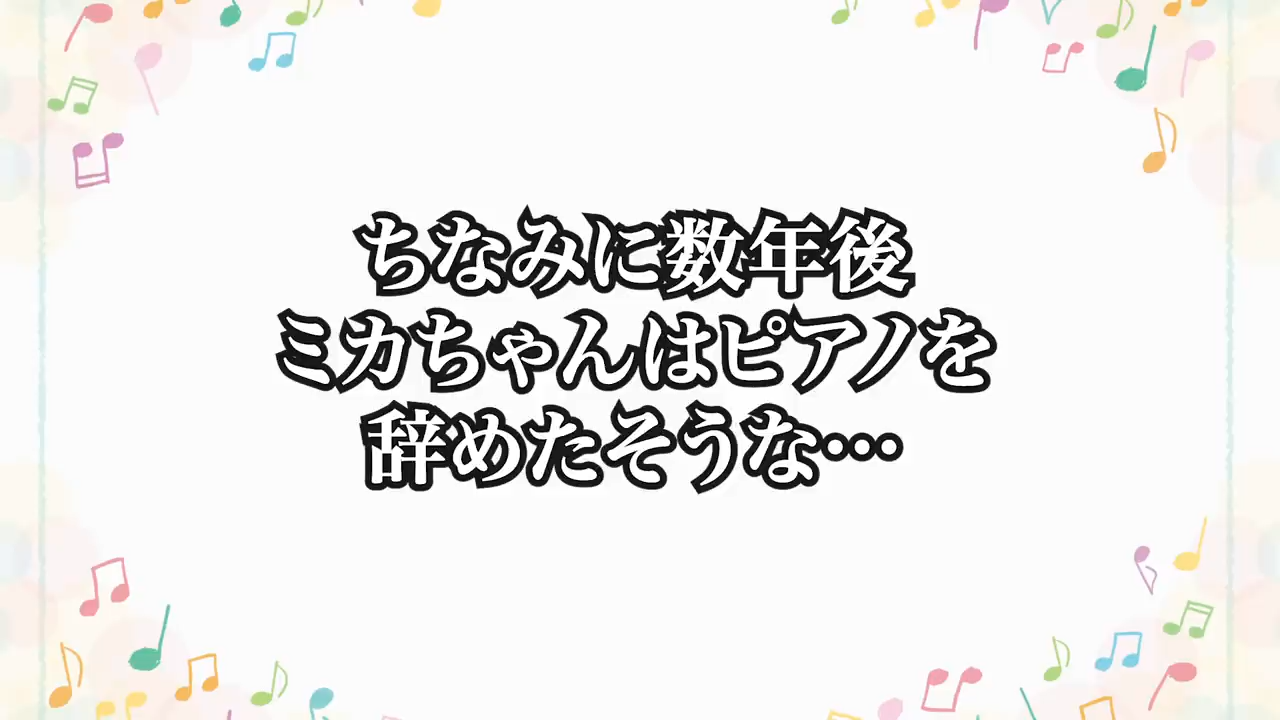 ちなみに数年後
ミカちゃんはピアノを
辞めたそうな…